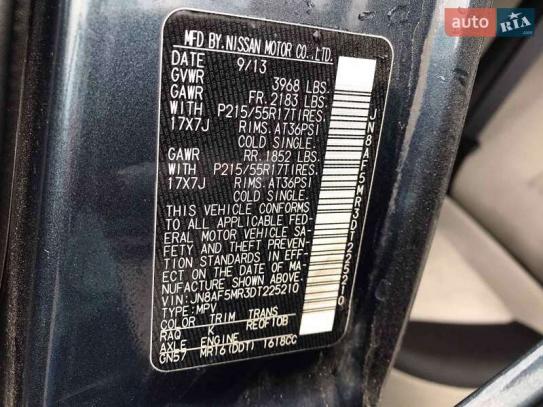 auto RIA.com
MFD BY. NISSAN MOTOR CO., LTD.
DATE 9/13
GVWR 3968 LBS.
GAWR FR. 2183 LBS.
WITH P215/55R17TIRES.
17X7J RIMS. AT36PSI
COLD SINGLE.
GAWR RR. 1852 LBS.
WITH P215/55R17TIRES.
17X7J RIMS. AT36PSI
COLD SINGLE.
THIS VEHICLE CONFORMS
TO ALL APPLICABLE FED-
ERAL MOTOR VEHICLE SA-
FETY AND THEFT PREVEN-
TION STANDARDS IN EFF-
ECT ON THE DATE OF MA-
NUFACTURE SHOWN ABOVE.
VIN: JN8AF5MR3DT225210
TYPE: MPV
COLOR TRIM TRANS
RAQ K RE0F10B
AXLE ENGINE
GN57 MR16(DDT) 1618CC
JN8AF5MR3DT225210